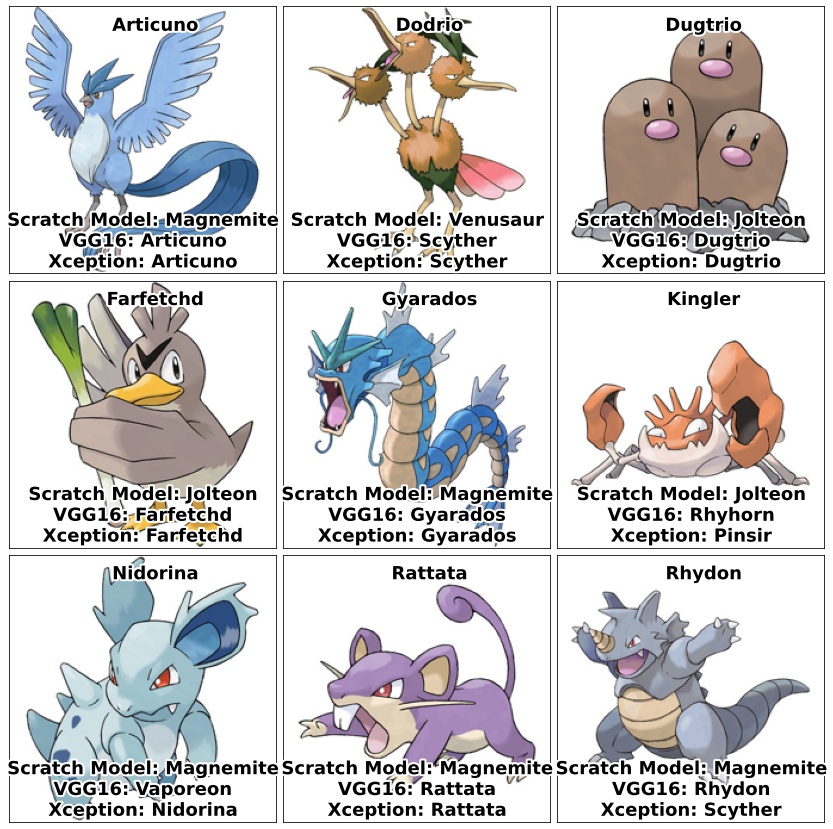 Articuno
Scratch Model: Magnemite
VGG16: Articuno
Xception: Articuno
Dodrio
Scratch Model: Venusaur
VGG16: Scyther
Xception: Scyther
Dugtrio
Scratch Model: Jolteon
VGG16: Dugtrio
Xception: Dugtrio
Farfetchd
Scratch Model: Jolteon
VGG16: Farfetchd
Xception: Farfetchd
Gyarados
Scratch Model: Magnemite
VGG16: Gyarados
Xception: Gyarados
Kingler
Scratch Model: Jolteon
VGG16: Rhyhorn
Xception: Pinsir
Nidorina
Scratch Model: Magnemite
VGG16: Vaporeon
Xception: Nidorina
Rattata
Scratch Model: Magnemite
VGG16: Rattata
Xception: Rattata
Rhydon
Scratch Model: Magnemite
VGG16: Rhydon
Xception: Scyther